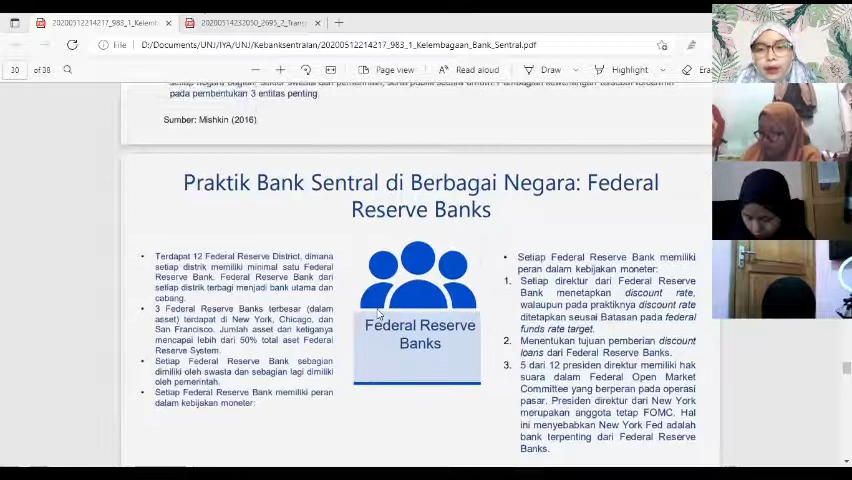 20200512214217_983_1_Kelemb
20200514232050_2695_2_Trans
File
D:/Documents/UNJ/IYA/UNJ/Kebanksentralan/20200512214217_983_1_Kelembagaan_Bank_Sentral.pdf
30 of 38
Page view
Read aloud
Draw
Highlight
pada pembentukan 3 entitas penting.
Sumber: Mishkin (2016)
Praktik Bank Sentral di Berbagai Negara: Federal
Reserve Banks
• Terdapat 12 Federal Reserve District, dimana
setiap distrik memiliki minimal satu Federal
Reserve Bank. Federal Reserve Bank dari
setiap distrik terbagi menjadi bank utama dan
cabang.
• 3 Federal Reserve Banks terbesar (dalam
asset) terdapat di New York, Chicago, dan
San Francisco. Jumlah asset dari ketiganya
mencapai lebih dari 50% total aset Federal
Reserve System.
• Setiap Federal Reserve Bank sebagian
dimiliki oleh swasta dan sebagian lagi dimiliki
oleh pemerintah.
• Setiap Federal Reserve Bank memiliki peran
dalam kebijakan moneter:
Federal Reserve
Banks
• Setiap Federal Reserve Bank memiliki
peran dalam kebijakan moneter:
1. Setiap direktur dari Federal Reserve
Bank menetapkan discount rate,
walaupun pada praktiknya discount rate
ditetapkan seusai Batasan pada federal
funds rate target.
2. Menentukan tujuan pemberian discount
loans dari Federal Reserve Banks.
3. 5 dari 12 presiden direktur memiliki hak
suara dalam Federal Open Market
Committee yang berperan pada operasi
pasar. Presiden direktur dari New York
merupakan anggota tetap FOMC. Hal
ini menyebabkan New York Fed adalah
bank terpenting dari Federal Reserve
Banks.